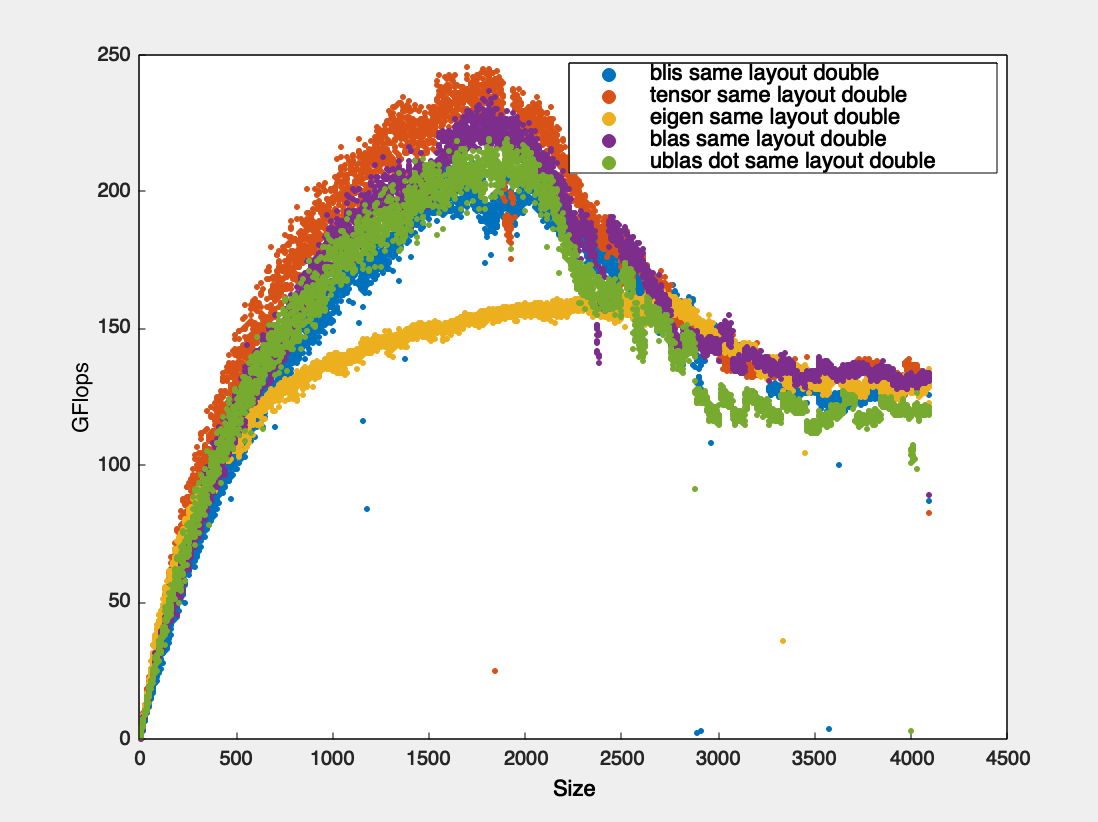 250
200
150
100
50
0
GFlops
blis same layout double
tensor same layout double
eigen same layout double
blas same layout double
ublas dot same layout double
0 500 1000 1500 2000 2500 3000 3500 4000 4500
Size